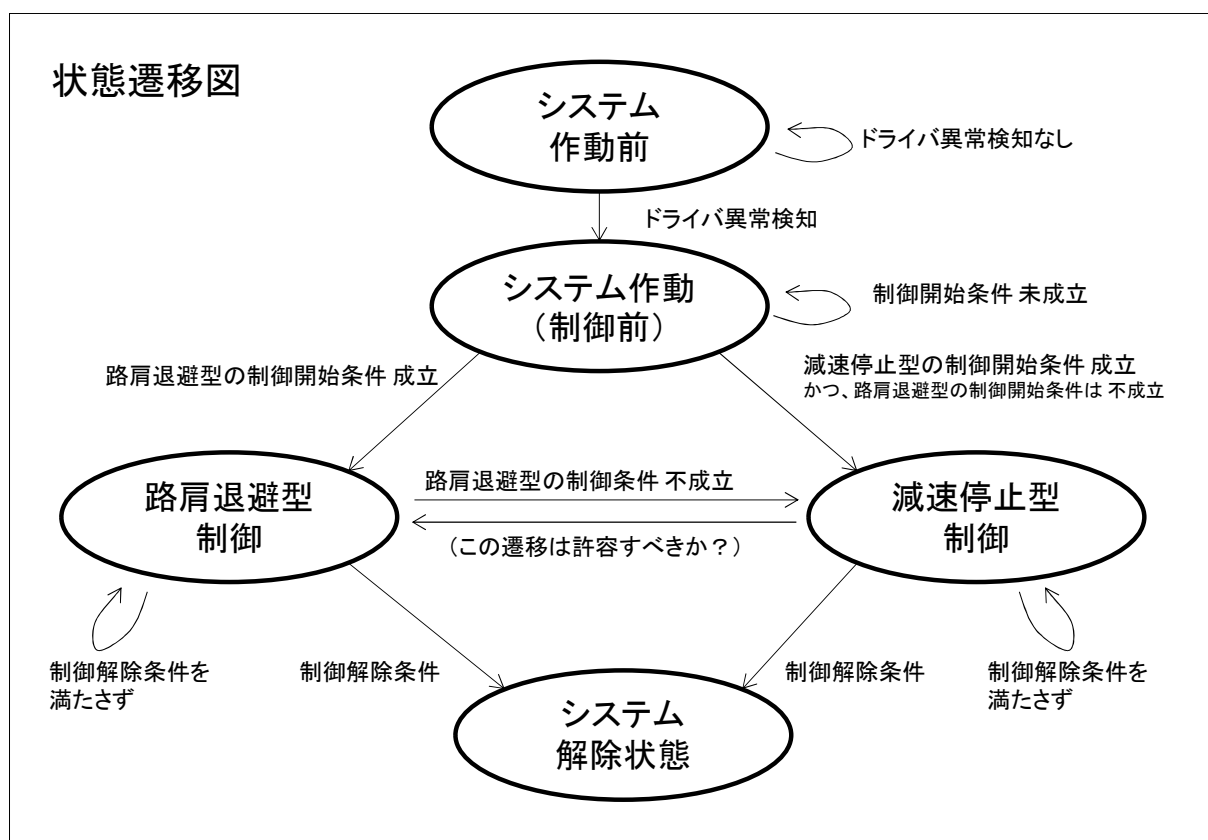 状態遷移図
システム
作動前
ドライバ異常検知なし
ドライバ異常検知
システム作動
（制御前）
制御開始条件 未成立
路肩退避型の制御開始条件 成立
減速停止型の制御開始条件 成立
かつ、路肩退避型の制御開始条件は 不成立
路肩退避型
制御
路肩退避型の制御条件 不成立
（この遷移は許容すべきか？）
減速停止型
制御
制御解除条件を
満たさず
制御解除条件
制御解除条件
制御解除条件を
満たさず
システム
解除状態